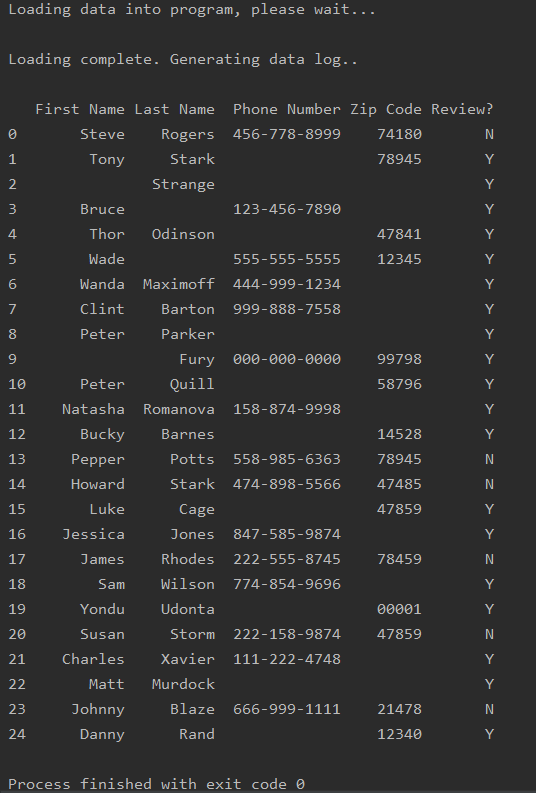 Loading data into program, please wait...
Loading complete. Generating data log..
First Name Last Name Phone Number Zip Code Review?
0 Steve Rogers 456-778-8999 74180 N
1 Tony Stark 78945 Y
2 Strange Y
3 Bruce 123-456-7890 Y
4 Thor Odinson 47841 Y
5 Wade 555-555-5555 12345 Y
6 Wanda Maximoff 444-999-1234 Y
7 Clint Barton 999-888-7558 Y
8 Peter Parker Y
9 Fury 000-000-0000 99798 Y
10 Peter Quill 58796 Y
11 Natasha Romanova 158-874-9998 Y
12 Bucky Barnes 14528 Y
13 Pepper Potts 558-985-6363 78945 N
14 Howard Stark 474-898-5566 47485 N
15 Luke Cage 47859 Y
16 Jessica Jones 847-585-9874 Y
17 James Rhodes 222-555-8745 78459 N
18 Sam Wilson 774-854-9696 Y
19 Yondu Udonta 00001 Y
20 Susan Storm 222-158-9874 47859 N
21 Charles Xavier 111-222-4748 Y
22 Matt Murdock Y
23 Johnny Blaze 666-999-1111 21478 N
24 Danny Rand 12340 Y
Process finished with exit code 0